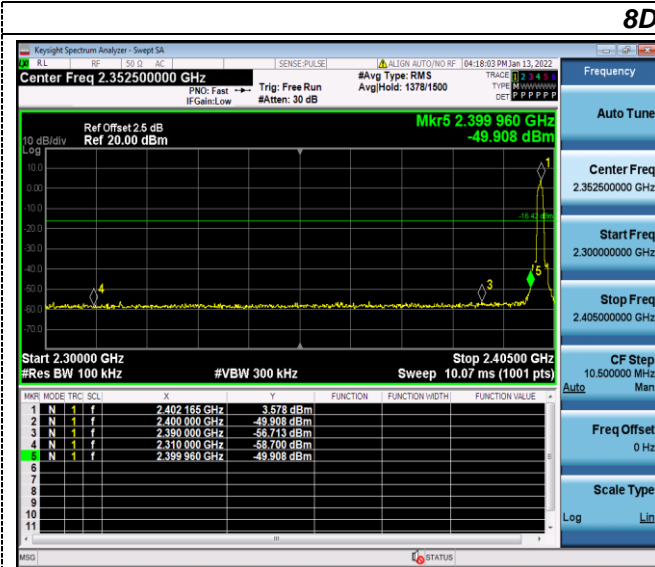 8D
Keysight Spectrum Analyzer - Swept SA
RL RF 50 Ω AC SENSE:PULSE ALIGN AUTO/NO RF 04:18:03 PM Jan 13, 2022
Center Freq 2.352500000 GHz
PNO: Fast
IFGain:Low
Trig: Free Run
#Atten: 30 dB
#Avg Type: RMS
Avg|Hold: 1378/1500
TRACE 1 2 3 4 5 6
TYPE M W W W W W
DET P P P P P P
Frequency
Mkr5 2.399 960 GHz
-49.908 dBm
Ref Offset 2.5 dB
Ref 20.00 dBm
10 dB/div
Log
10.0
0.00
-10.0
-20.0
-30.0
-40.0
-50.0
-60.0
-70.0
-16.42 dBm
1
3
4
5
Start 2.30000 GHz
Stop 2.40500 GHz
#Res BW 100 kHz
#VBW 300 kHz
Sweep 10.07 ms (1001 pts)
MKR MODE TRC SCL X Y FUNCTION FUNCTION WIDTH FUNCTION VALUE
1 N 1 f 2.402 165 GHz 3.578 dBm
2 N 1 f 2.400 000 GHz -49.908 dBm
3 N 1 f 2.390 000 GHz -56.713 dBm
4 N 1 f 2.310 000 GHz -58.700 dBm
5 N 1 f 2.399 960 GHz -49.908 dBm
6
7
8
9
10
11
Auto Tune
Center Freq
2.352500000 GHz
Start Freq
2.300000000 GHz
Stop Freq
2.405000000 GHz
CF Step
10.500000 MHz
Auto Man
Freq Offset
0 Hz
Scale Type
Log Lin
MSG
STATUS